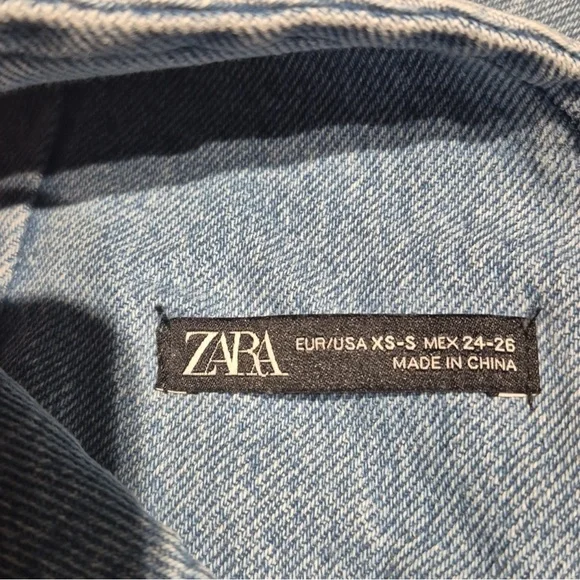 ZARA EUR/USA XS-S MEX 24-26
MADE IN CHINA